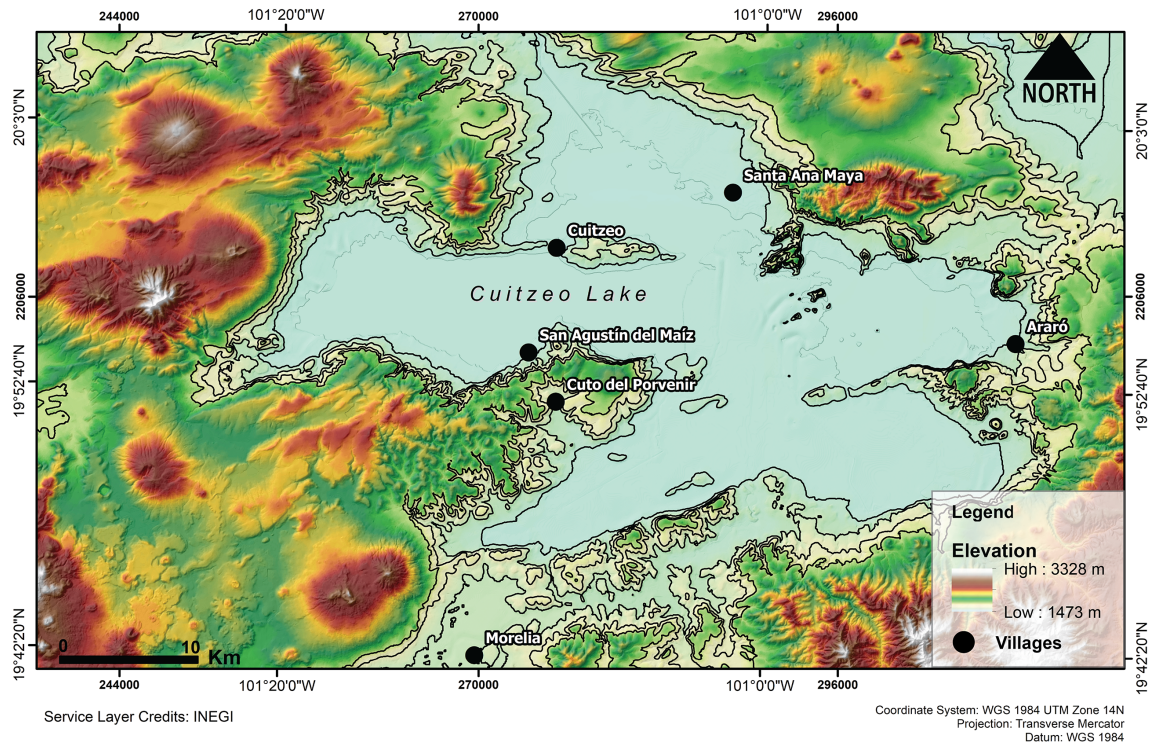 244000 101°20'0"W 270000 101°0'0"W 296000
20°3'0"N
20°3'0"N
NORTH
Santa Ana Maya
Cuitzeo
Cuitzeo Lake
2206000
2206000
San Agustín del Maíz
Araró
Cuto del Porvenir
19°52'40"N
19°52'40"N
Legend
Elevation
High : 3328 m
Low : 1473 m
Villages
Morelia
0 10
Km
19°42'20"N
19°42'20"N
244000 101°20'0"W 270000 101°0'0"W 296000
Service Layer Credits: INEGI
Coordinate System: WGS 1984 UTM Zone 14N
Projection: Transverse Mercator
Datum: WGS 1984